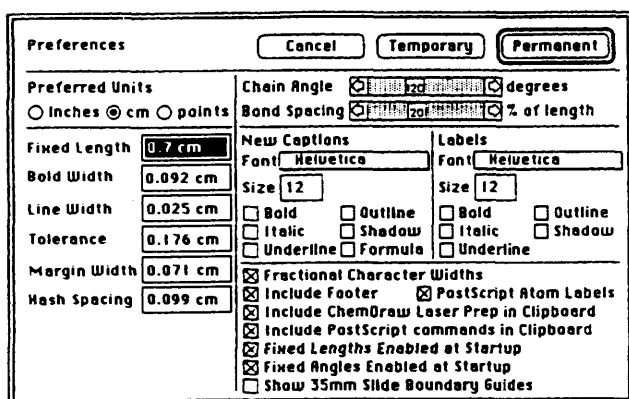 Preferences
Cancel Temporary Permanent
Preferred Units
Inches cm points
Chain Angle 120 degrees
Bond Spacing 20 % of length
Fixed Length 0.7 cm
Bold Width 0.092 cm
Line Width 0.025 cm
Tolerance 0.176 cm
Margin Width 0.071 cm
Hash Spacing 0.099 cm
New Captions
Font Helvetica
Size 12
Bold Outline
Italic Shadow
Underline Formula
Labels
Font Helvetica
Size 12
Bold Outline
Italic Shadow
Underline
Fractional Character Widths
Include Footer PostScript Atom Labels
Include ChemDraw Laser Prep in Clipboard
Include PostScript commands in Clipboard
Fixed Lengths Enabled at Startup
Fixed Angles Enabled at Startup
Show 35mm Slide Boundary Guides